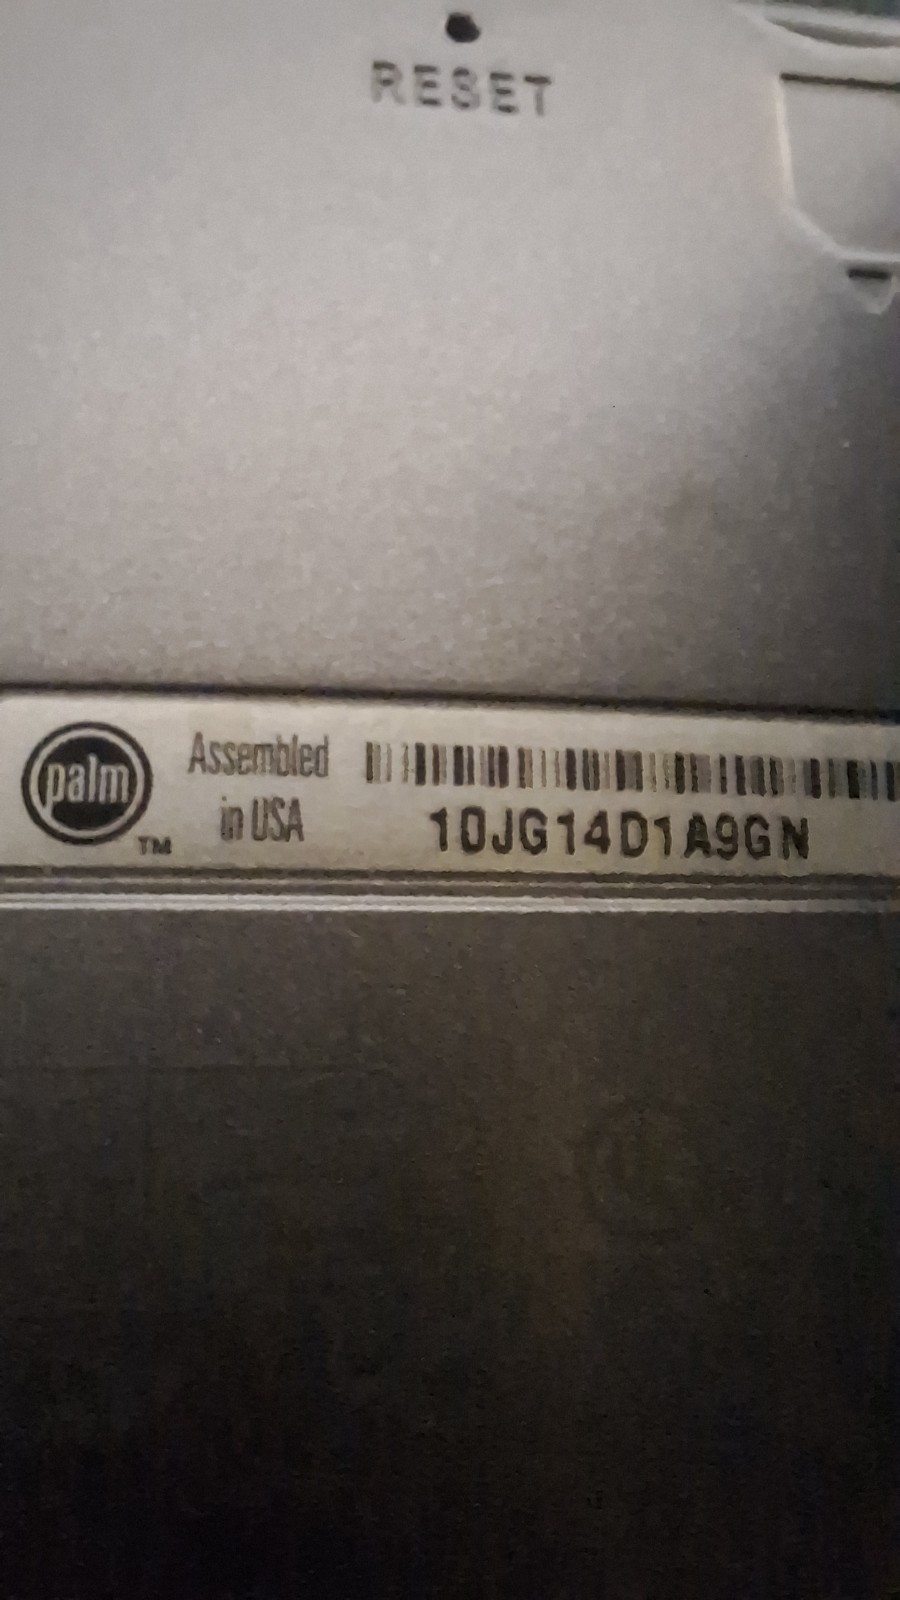 RESET
palm
TM
Assembled
in USA
10JG14D1A9GN